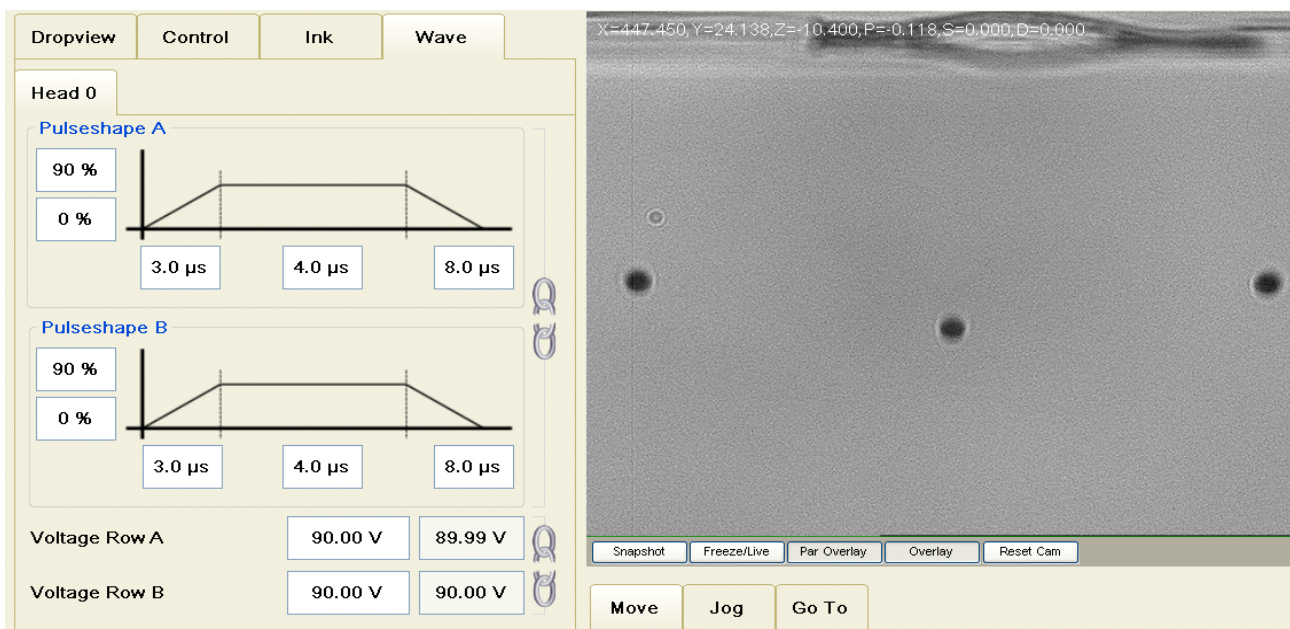 Dropview Control Ink Wave
Head 0
Pulseshape A
90 %
0 %
3.0 µs 4.0 µs 8.0 µs
Pulseshape B
90 %
0 %
3.0 µs 4.0 µs 8.0 µs
Voltage Row A 90.00 V 89.99 V
Voltage Row B 90.00 V 90.00 V
X=447.450,Y=24.138,Z=-10.400,P=-0.118,S=0.000,D=0.000
Snapshot Freeze/Live Par Overlay Overlay Reset Cam
Move Jog Go To